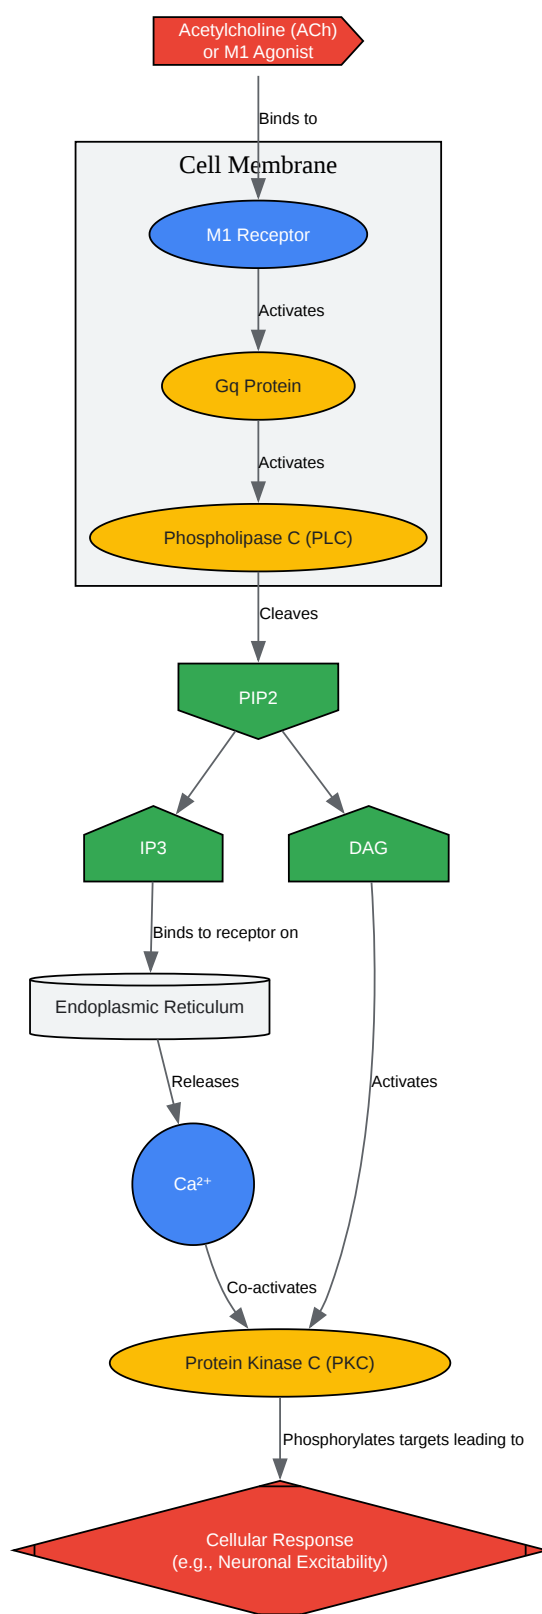 Acetylcholine (ACh)
or M1 Agonist
Binds to
Cell Membrane
M1 Receptor
Activates
Gq Protein
Activates
Phospholipase C (PLC)
Cleaves
PIP2
IP3
DAG
Binds to receptor on
Endoplasmic Reticulum
Releases
Activates
Ca²⁺
Co-activates
Protein Kinase C (PKC)
Phosphorylates targets leading to
Cellular Response
(e.g., Neuronal Excitability)